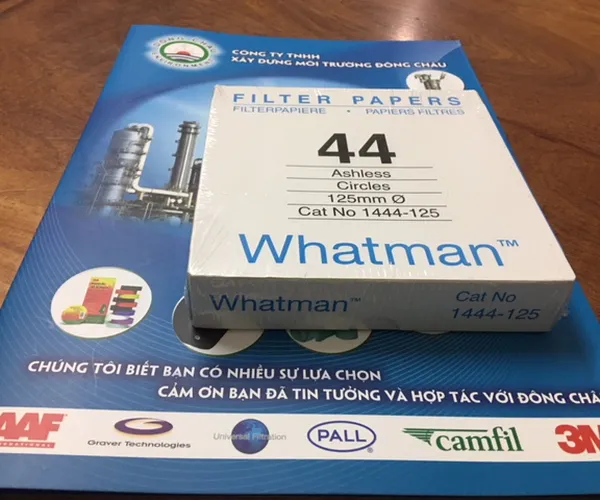 CÔNG TY TNHH
XÂY DỰNG MÔI TRƯỜNG ĐÔNG CHÂU
FILTER PAPERS
FILTERPAPIERE • PAPIERS FILTRES
44
Ashless
Circles
125mm Ø
Cat No 1444-125
Whatman™
Whatman™
Cat No
1444-125
CHÚNG TÔI BIẾT BẠN CÓ NHIỀU SỰ LỰA CHỌN
CẢM ƠN BẠN ĐÃ TIN TƯỞNG VÀ HỢP TÁC VỚI ĐÔNG CHÂ
AAF
INTERNATIONAL
Graver Technologies
Universal Filtration
PALL
camfil
3M